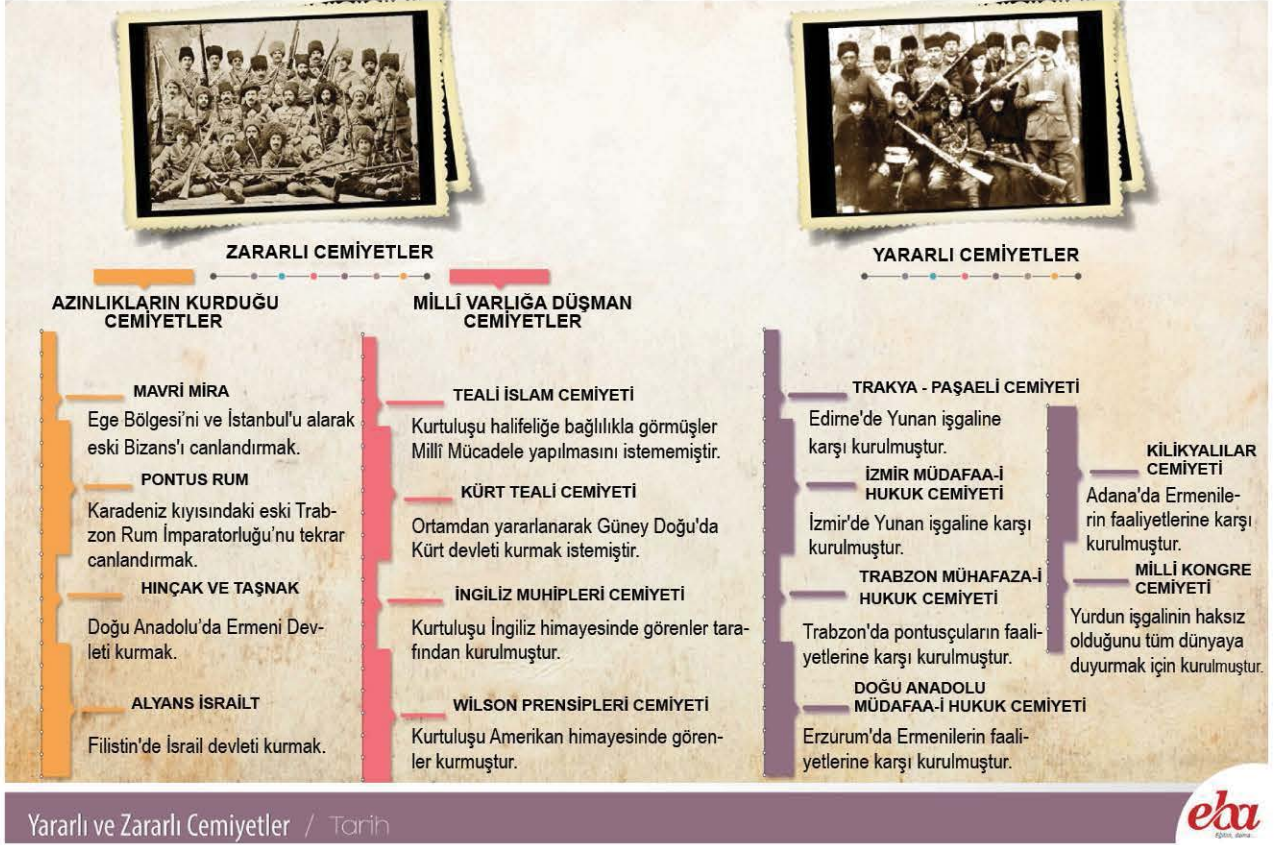 ZARARLI CEMİYETLER
AZINLIKLARIN KURDUĞU
CEMİYETLER
MAVRİ MİRA
Ege Bölgesi’ni ve İstanbul'u alarak
eski Bizans'ı canlandırmak.
PONTUS RUM
Karadeniz kıyısındaki eski Trab-
zon Rum İmparatorluğu’nu tekrar
canlandırmak.
HINÇAK VE TAŞNAK
Doğu Anadolu’da Ermeni Dev-
leti kurmak.
ALYANS İSRAİLT
Filistin'de İsrail devleti kurmak.
MİLLÎ VARLIĞA DÜŞMAN
CEMİYETLER
TEALİ İSLAM CEMİYETİ
Kurtuluşu halifeliğe bağlılıkla görmüşler
Millî Mücadele yapılmasını istememiştir.
KÜRT TEALİ CEMİYETİ
Ortamdan yararlanarak Güney Doğu'da
Kürt devleti kurmak istemiştir.
İNGİLİZ MUHİPLERİ CEMİYETİ
Kurtuluşu İngiliz himayesinde görenler tara-
fından kurulmuştur.
WİLSON PRENSİPLERİ CEMİYETİ
Kurtuluşu Amerikan himayesinde gören-
ler kurmuştur.
YARARLI CEMİYETLER
TRAKYA - PAŞAELİ CEMİYETİ
Edirne'de Yunan işgaline
karşı kurulmuştur.
İZMİR MÜDAFAA-İ
HUKUK CEMİYETİ
İzmir'de Yunan işgaline karşı
kurulmuştur.
TRABZON MÜHAFAZA-İ
HUKUK CEMİYETİ
Trabzon'da pontusçuların faali-
yetlerine karşı kurulmuştur.
DOĞU ANADOLU
MÜDAFAA-İ HUKUK CEMİYETİ
Erzurum'da Ermenilerin faali-
yetlerine karşı kurulmuştur.
KİLİKYALILAR
CEMİYETİ
Adana'da Ermenile-
rin faaliyetlerine karşı
kurulmuştur.
MİLLİ KONGRE
CEMİYETİ
Yurdun işgalinin haksız
olduğunu tüm dünyaya
duyurmak için kurulmuştur.
Yararlı ve Zararlı Cemiyetler / Tarih
eba
Eğitim, daima...